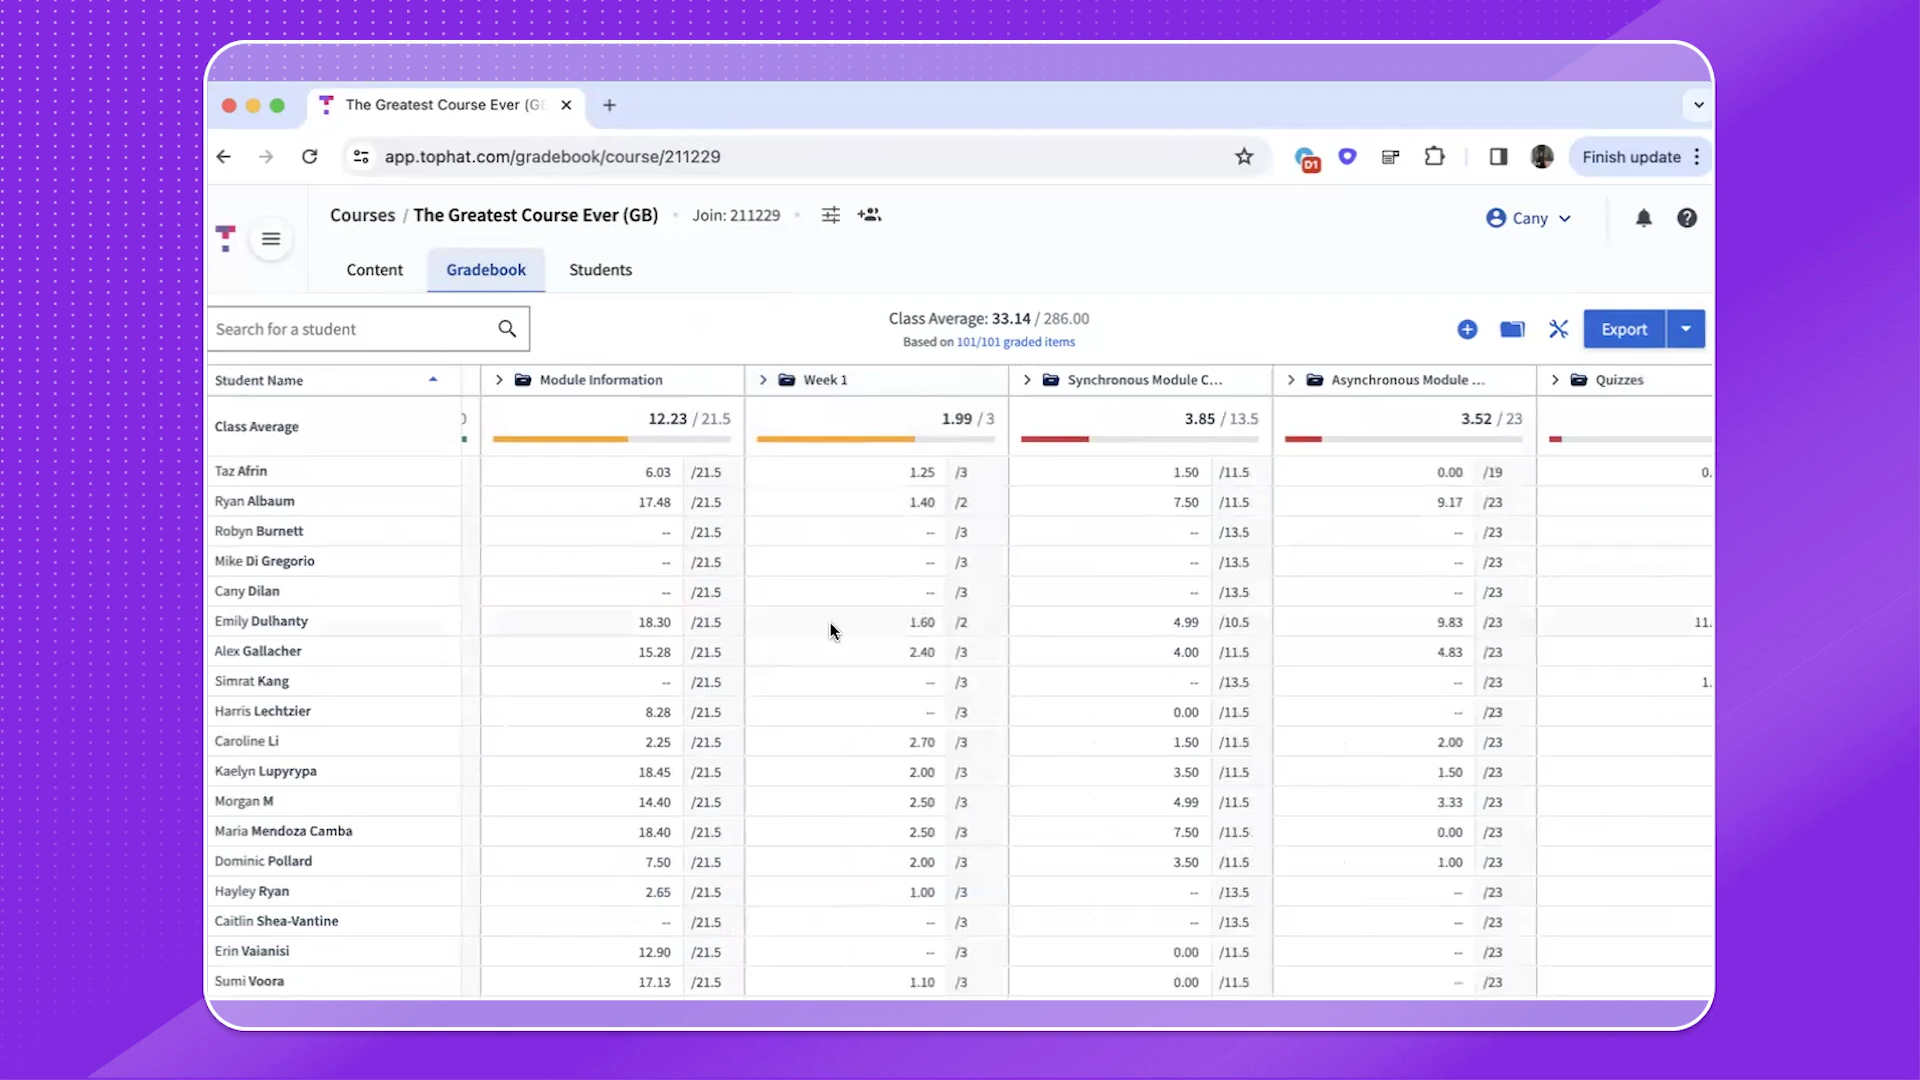 The Greatest Course Ever (GB
app.tophat.com/gradebook/course/211229
D1
Finish update
Courses / The Greatest Course Ever (GB) Join: 211229
Cany
Content Gradebook Students
Search for a student
Class Average: 33.14 / 286.00
Based on 101/101 graded items
Export
Student Name Module Information Week 1 Synchronous Module C... Asynchronous Module ... Quizzes
Class Average 12.23 / 21.5 1.99 / 3 3.85 / 13.5 3.52 / 23
Taz Afrin 6.03 /21.5 1.25 /3 1.50 /11.5 0.00 /19 0.
Ryan Albaum 17.48 /21.5 1.40 /2 7.50 /11.5 9.17 /23
Robyn Burnett -- /21.5 -- /3 -- /13.5 -- /23
Mike Di Gregorio -- /21.5 -- /3 -- /13.5 -- /23
Cany Dilan -- /21.5 -- /3 -- /13.5 -- /23
Emily Dulhanty 18.30 /21.5 1.60 /2 4.99 /10.5 9.83 /23 11.
Alex Gallacher 15.28 /21.5 2.40 /3 4.00 /11.5 4.83 /23
Simrat Kang -- /21.5 -- /3 -- /13.5 -- /23 1.
Harris Lechtzier 8.28 /21.5 -- /3 0.00 /11.5 -- /23
Caroline Li 2.25 /21.5 2.70 /3 1.50 /11.5 2.00 /23
Kaelyn Lupyrypa 18.45 /21.5 2.00 /3 3.50 /11.5 1.50 /23
Morgan M 14.40 /21.5 2.50 /3 4.99 /11.5 3.33 /23
Maria Mendoza Camba 18.40 /21.5 2.50 /3 7.50 /11.5 0.00 /23
Dominic Pollard 7.50 /21.5 2.00 /3 3.50 /11.5 1.00 /23
Hayley Ryan 2.65 /21.5 1.00 /3 -- /13.5 -- /23
Caitlin Shea-Vantine -- /21.5 -- /3 -- /13.5 -- /23
Erin Vaianisi 12.90 /21.5 -- /3 0.00 /11.5 -- /23
Sumi Voora 17.13 /21.5 1.10 /3 0.00 /11.5 -- /23